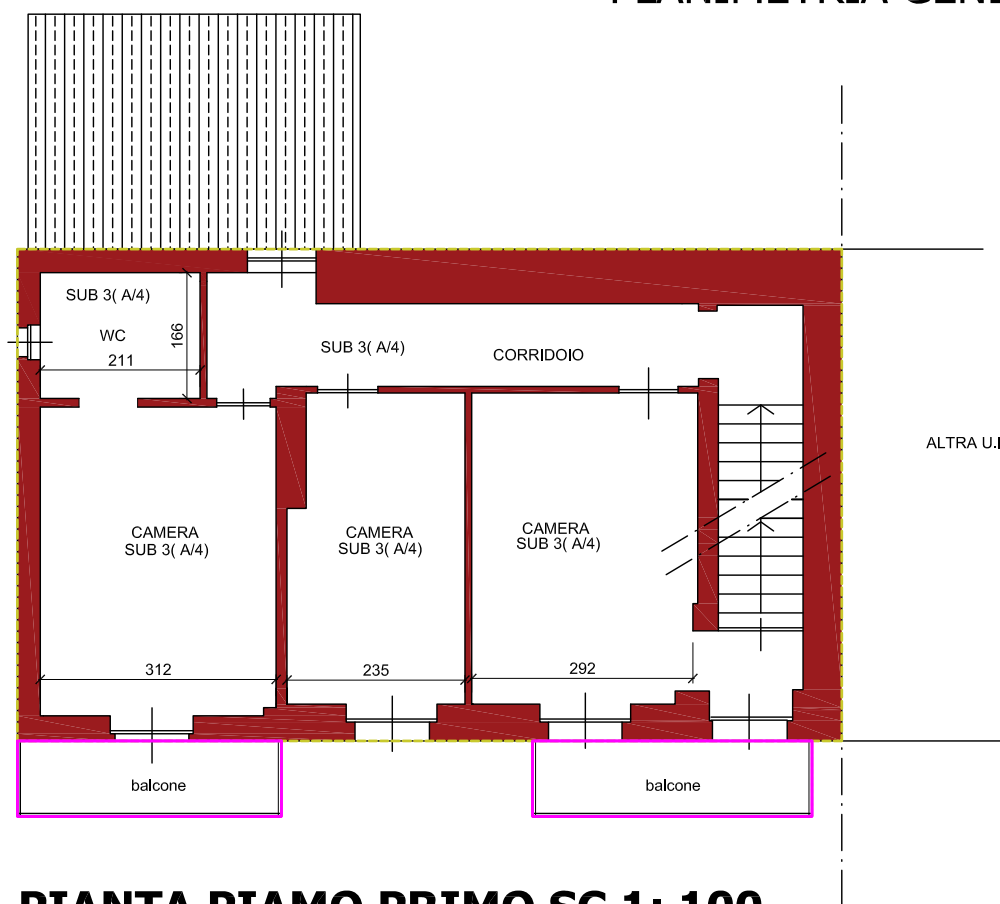 SUB 3( A/4)
WC
211
166
SUB 3( A/4)
CORRIDOIO
ALTRA U.
CAMERA
SUB 3( A/4)
CAMERA
SUB 3( A/4)
CAMERA
SUB 3( A/4)
312
235
292
balcone
balcone
PIANTA PIAMO PRIMO SC 1: 100